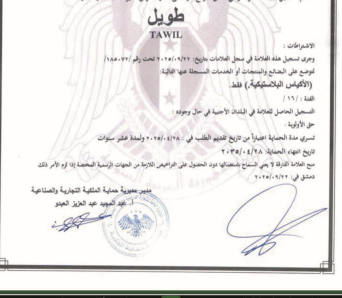 طويل
TAWIL
الاشتراطات :
وجرى تسجيل هذه العلامة في سجل العلامات بتاريخ: ٢٠٢٥/٠٩/٢٢ تحت رقم /١٨٥٠٧٢/
لتوضع على البضائع والمنتجات أو الخدمات المسجلة عنها التالية:
(الأكياس البلاستيكية,) فقط.
الفئة : /١٦/
التسجيل الحاصل للعلامة في البلدان الأجنبية في حال وجوده :
حق الأولوية :
تسري مدة الحماية اعتباراً من تاريخ تقديم الطلب في : ٢٠٢٥/٠٤/٢٨ ولمدة عشر سنوات
تاريخ انتهاء الحماية: ٢٠٣٥/٠٤/٢٨
منح العلامة الفارقة لا يعني السماح باستعمالها دون الحصول على التراخيص اللازمة من الجهات الرسمية المختصة إذا لزم الأمر ذلك
دمشق في: ٢٠٢٥/٠٩/٢٢
مدير مديرية حماية الملكية التجارية والصناعية
أ. عبد المجيد عبد العزيز العبدو